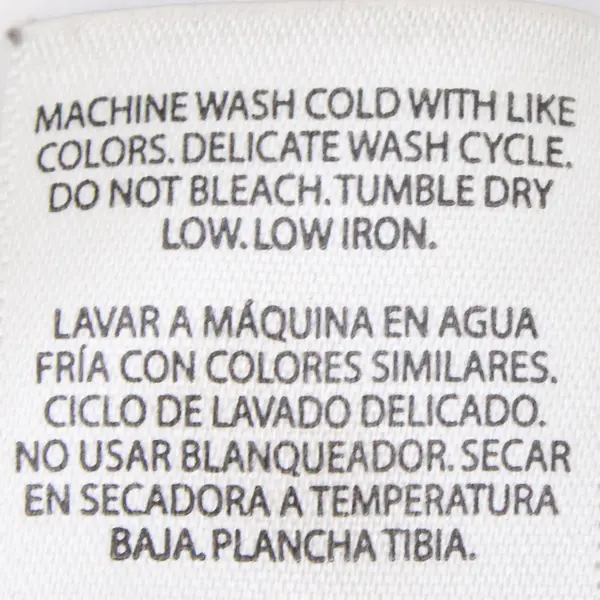 MACHINE WASH COLD WITH LIKE
COLORS. DELICATE WASH CYCLE.
DO NOT BLEACH. TUMBLE DRY
LOW. LOW IRON.
LAVAR A MÁQUINA EN AGUA
FRÍA CON COLORES SIMILARES.
CICLO DE LAVADO DELICADO.
NO USAR BLANQUEADOR. SECAR
EN SECADORA A TEMPERATURA
BAJA. PLANCHA TIBIA.